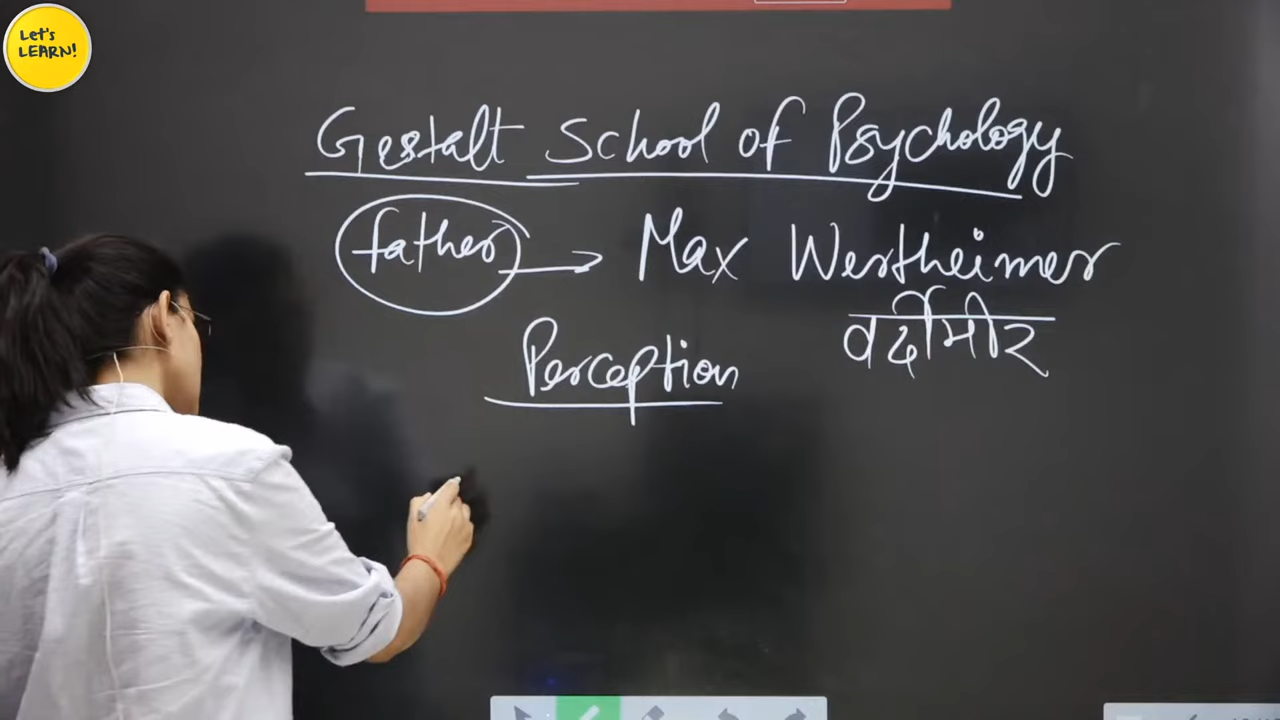 Let's
LEARN!
Gestalt School of Psychology
father → Max Wertheimer
वर्दीमीर
Perception